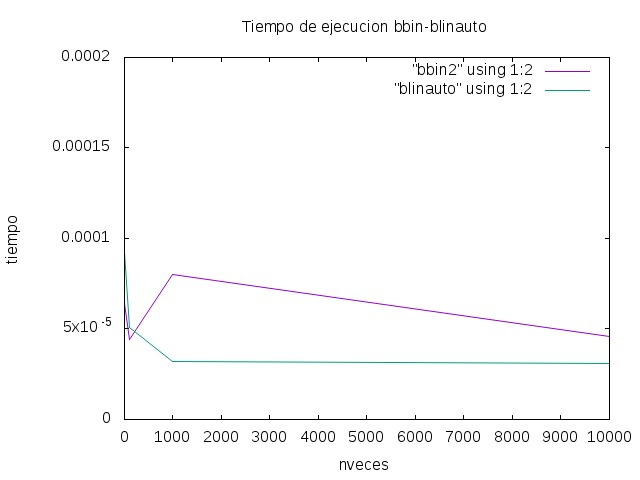 Tiempo de ejecucion bbin-blinauto
"bbin2" using 1:2
"blinauto" using 1:2
0.0002
0.00015
0.0001
5x10⁻⁵
0
tiempo
0 1000 2000 3000 4000 5000 6000 7000 8000 9000 10000
nveces